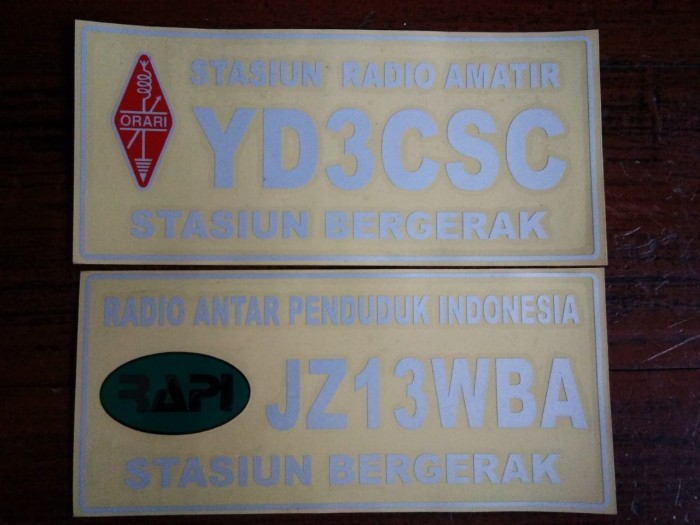 STASIUN RADIO AMATIR
ORARI
YD3CSC
STASIUN BERGERAK
RADIO ANTAR PENDUDUK INDONESIA
RAPI
JZ13WBA
STASIUN BERGERAK